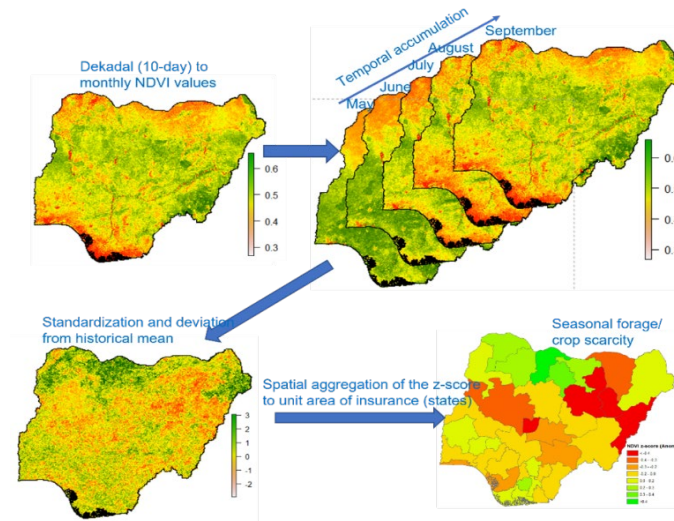 Dekadal (10-day) to
monthly NDVI values
0.6
0.5
0.4
0.3
Temporal accumulation
May
June
July
August
September
Standardization and deviation
from historical mean
3
2
1
0
-1
-2
Spatial aggregation of the z-score
to unit area of insurance (states)
Seasonal forage/
crop scarcity
NDVI z-score